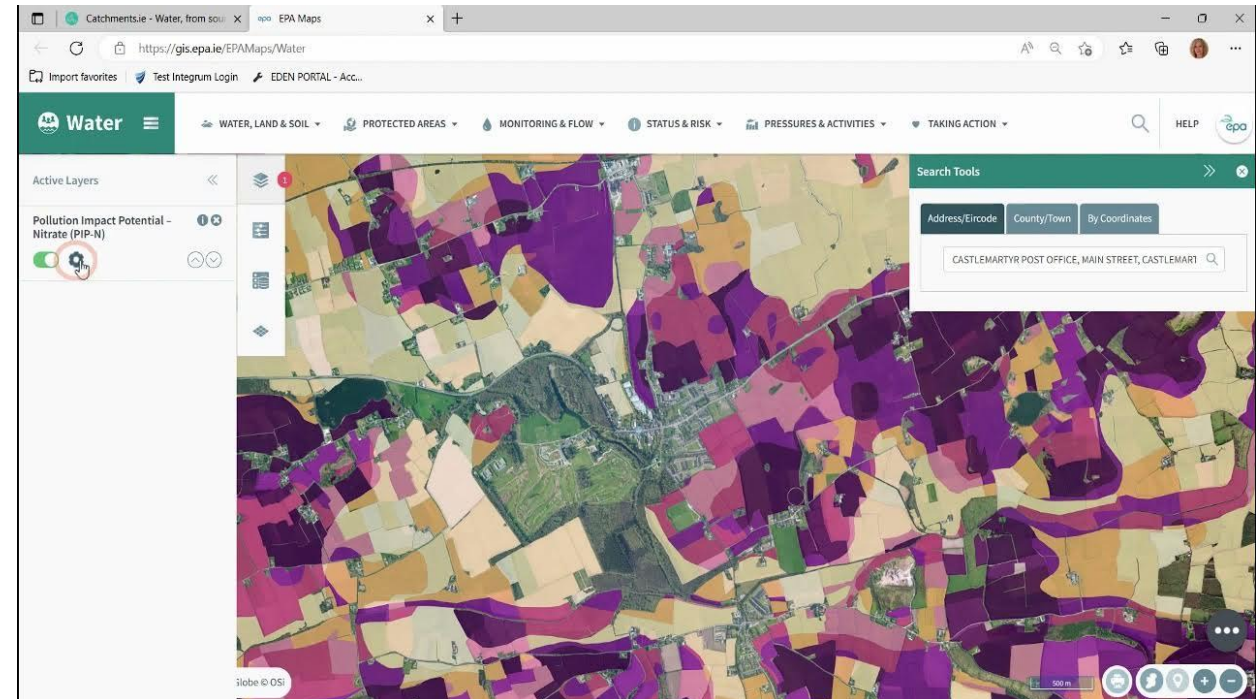 Catchments.ie - Water, from sou
epa EPA Maps
https://gis.epa.ie/EPAMaps/Water
Import favorites Test Integrum Login EDEN PORTAL - Acc...
Water WATER, LAND & SOIL PROTECTED AREAS MONITORING & FLOW STATUS & RISK PRESSURES & ACTIVITIES TAKING ACTION HELP epa
Active Layers
1
Pollution Impact Potential –
Nitrate (PIP-N)
Search Tools
Address/Eircode County/Town By Coordinates
CASTLEMARTYR POST OFFICE, MAIN STREET, CASTLEMART
Globe © OSi
500 m